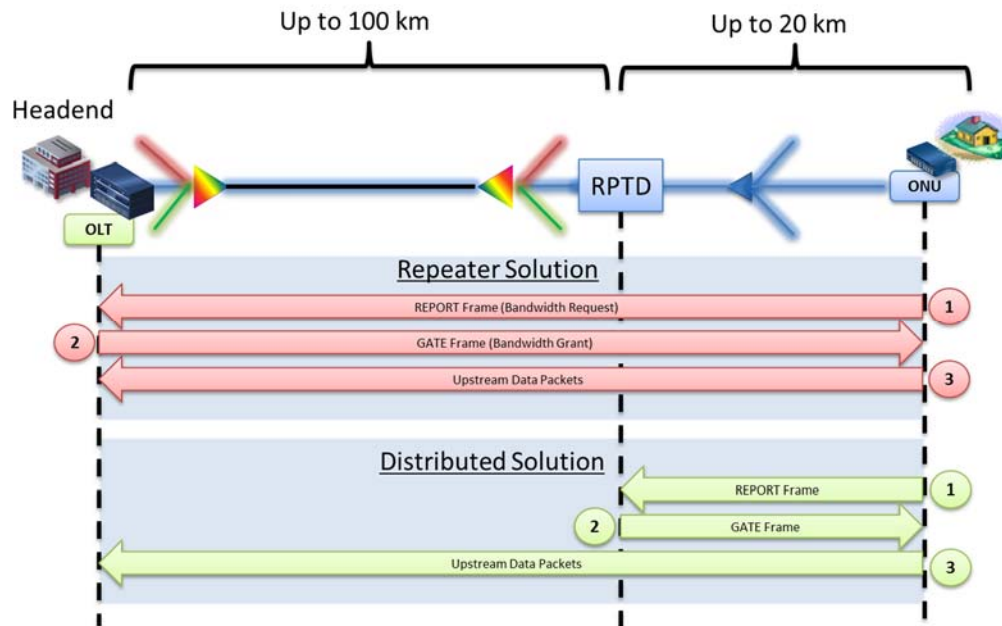 Up to 100 km
Up to 20 km
Headend
RPTD
ONU
OLT
Repeater Solution
REPORT Frame (Bandwidth Request)
1
2
GATE Frame (Bandwidth Grant)
Upstream Data Packets
3
Distributed Solution
REPORT Frame
1
2
GATE Frame
Upstream Data Packets
3